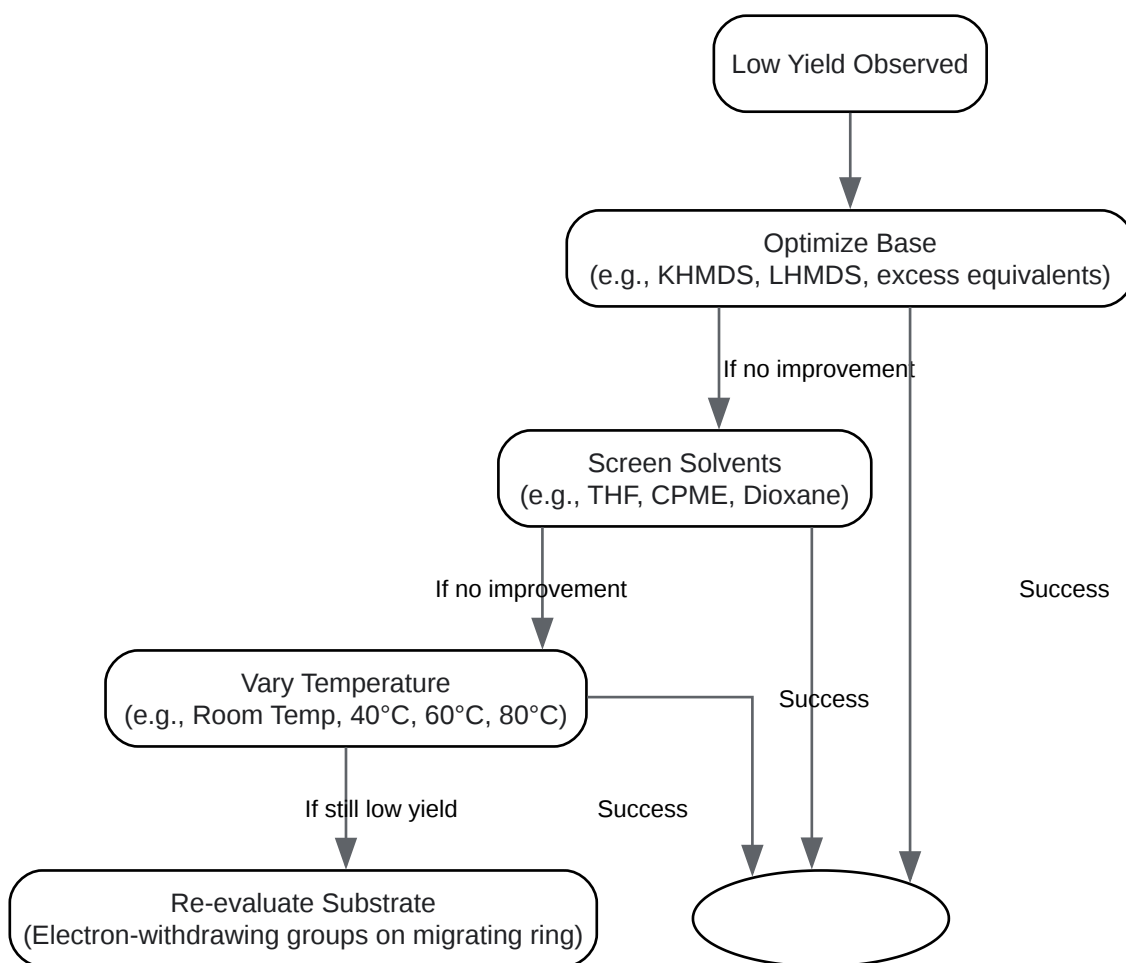 Low Yield Observed
Optimize Base
(e.g., KHMDS, LHMDS, excess equivalents)
If no improvement
Screen Solvents
(e.g., THF, CPME, Dioxane)
If no improvement
Success
Vary Temperature
(e.g., Room Temp, 40°C, 60°C, 80°C)
Success
If still low yield
Success
Re-evaluate Substrate
(Electron-withdrawing groups on migrating ring)